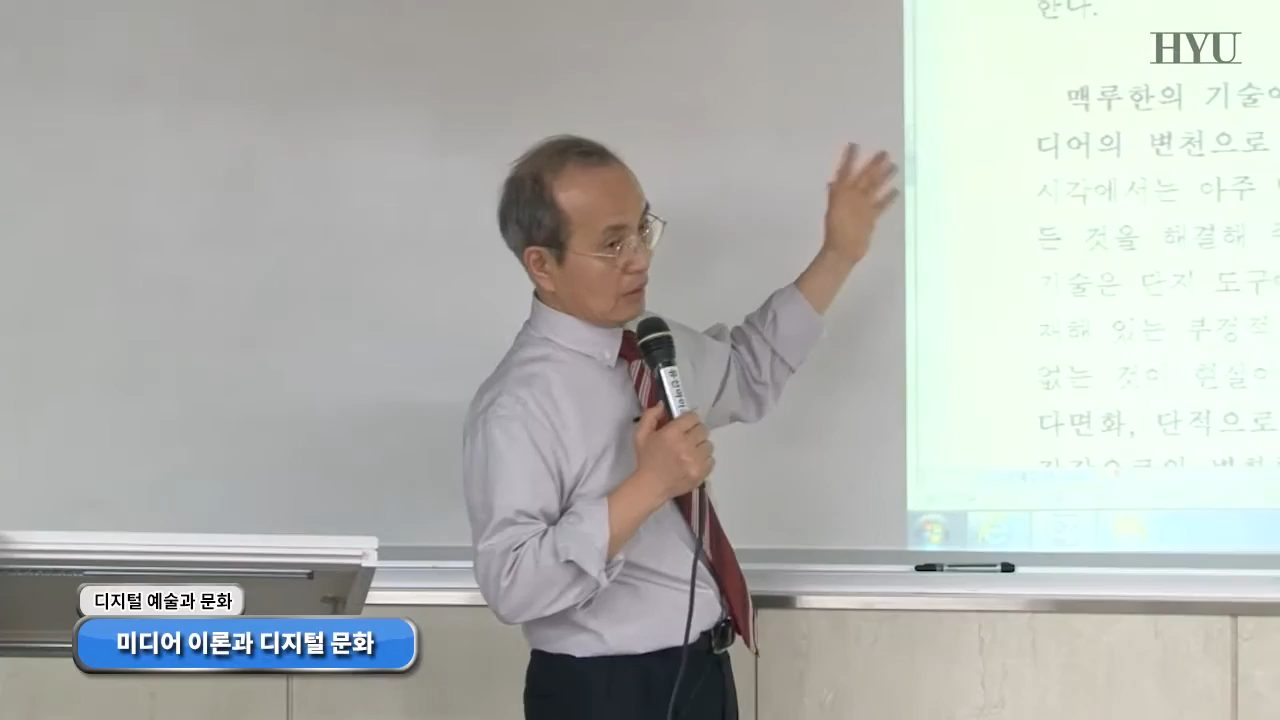 한다.
HYU
맥루한의 기술이
디어의 변천으로
시각에서는 아주
든 것을 해결해 주
기술은 단지 도구
재해 있는 부정적
없는 것이 현실이
다면화, 단적으로
디지털 예술과 문화
미디어 이론과 디지털 문화